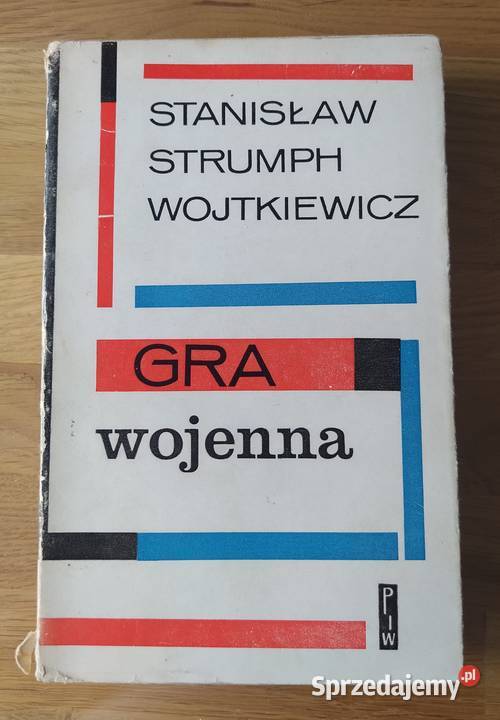 STANISŁAW
STRUMPH
WOJTKIEWICZ
GRA
wojenna
PIW
Sprzedajemy.pl